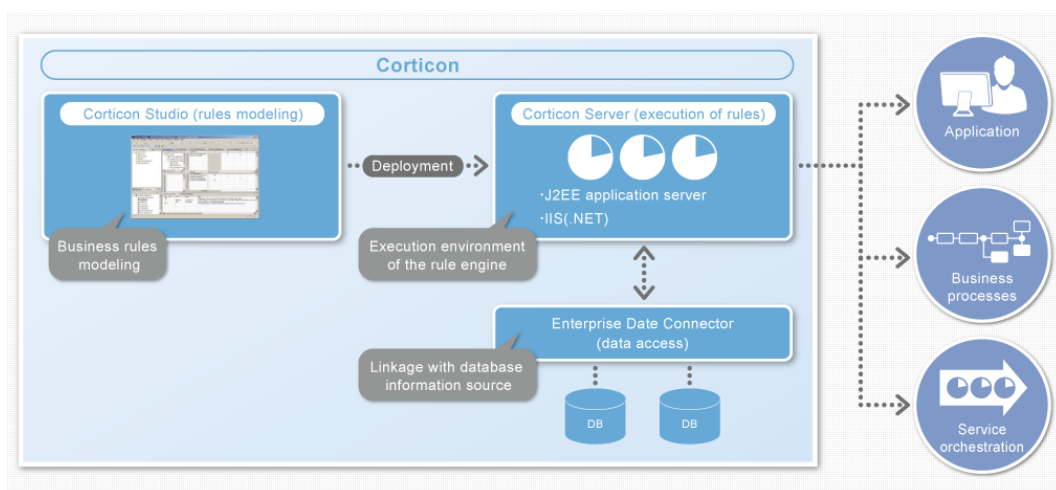 Corticon
Corticon Studio (rules modeling)
Business rules
modeling
Deployment
Corticon Server (execution of rules)
·J2EE application server
·IIS(.NET)
Execution environment
of the rule engine
Enterprise Date Connector
(data access)
Linkage with database
information source
DB
DB
Application
Business
processes
Service
orchestration